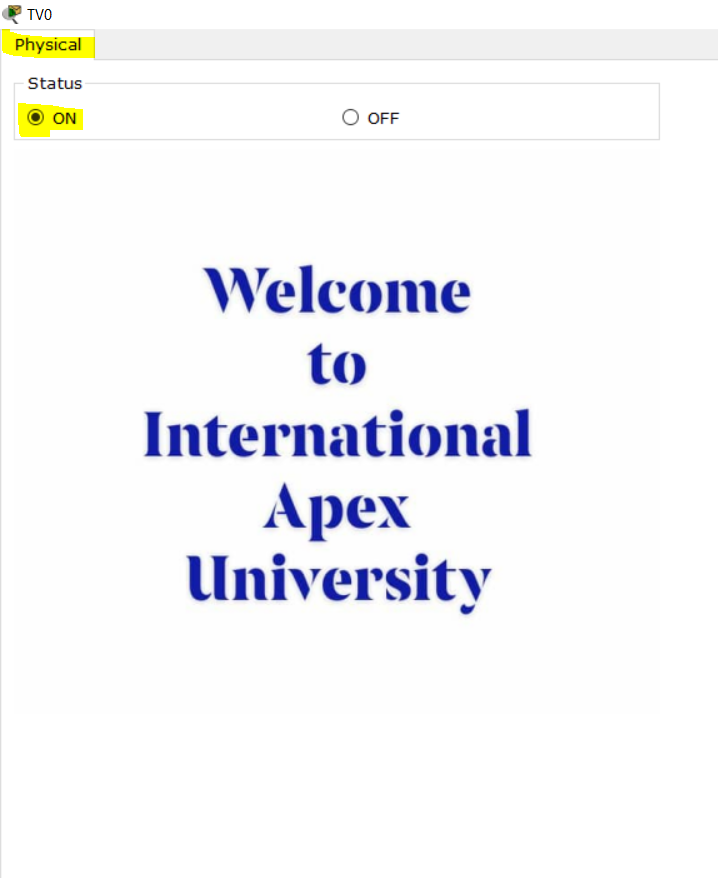 TV0
Physical
Status
ON OFF
Welcome
to
International
Apex
University